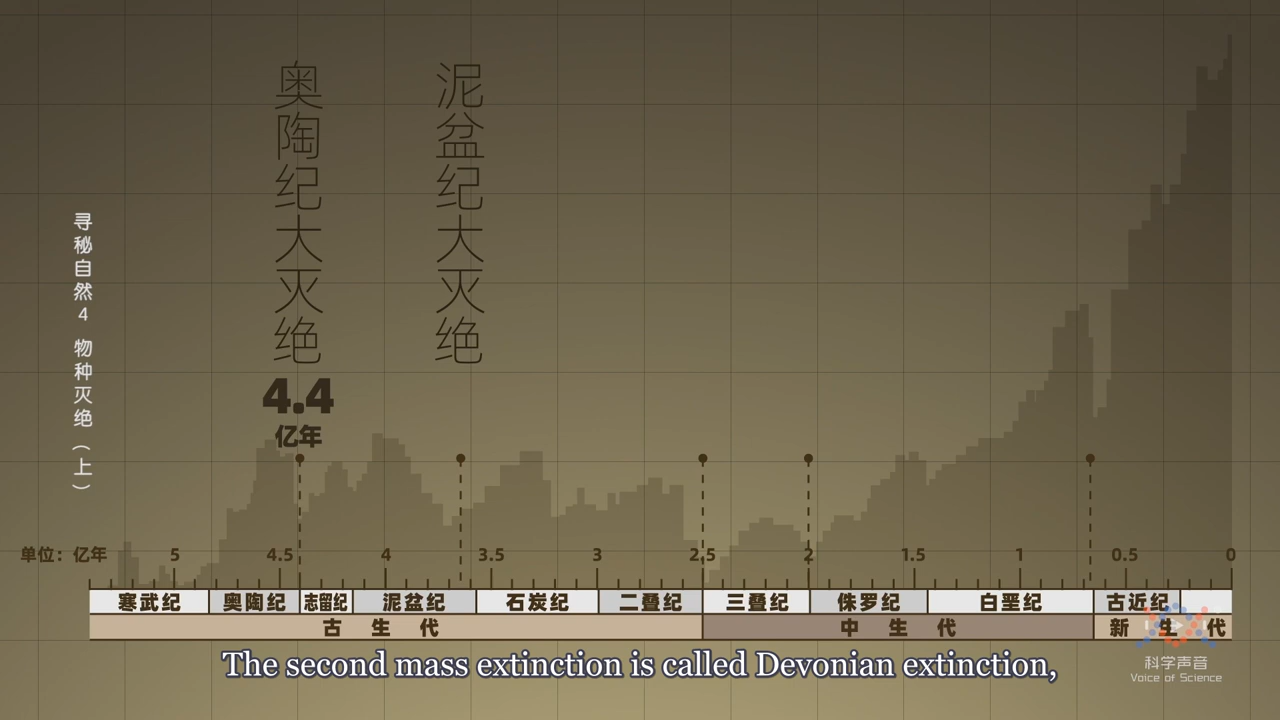 奥陶纪大灭绝
4.4
亿年
泥盆纪大灭绝
寻秘自然4 物种灭绝（上）
单位：亿年 5 4.5 4 3.5 3 2.5 2 1.5 1 0.5 0
寒武纪 奥陶纪 志留纪 泥盆纪 石炭纪 二叠纪 三叠纪 侏罗纪 白垩纪 古近纪
古生代 中生代 新生代
The second mass extinction is called Devonian extinction,
科学声音
Voice of Science